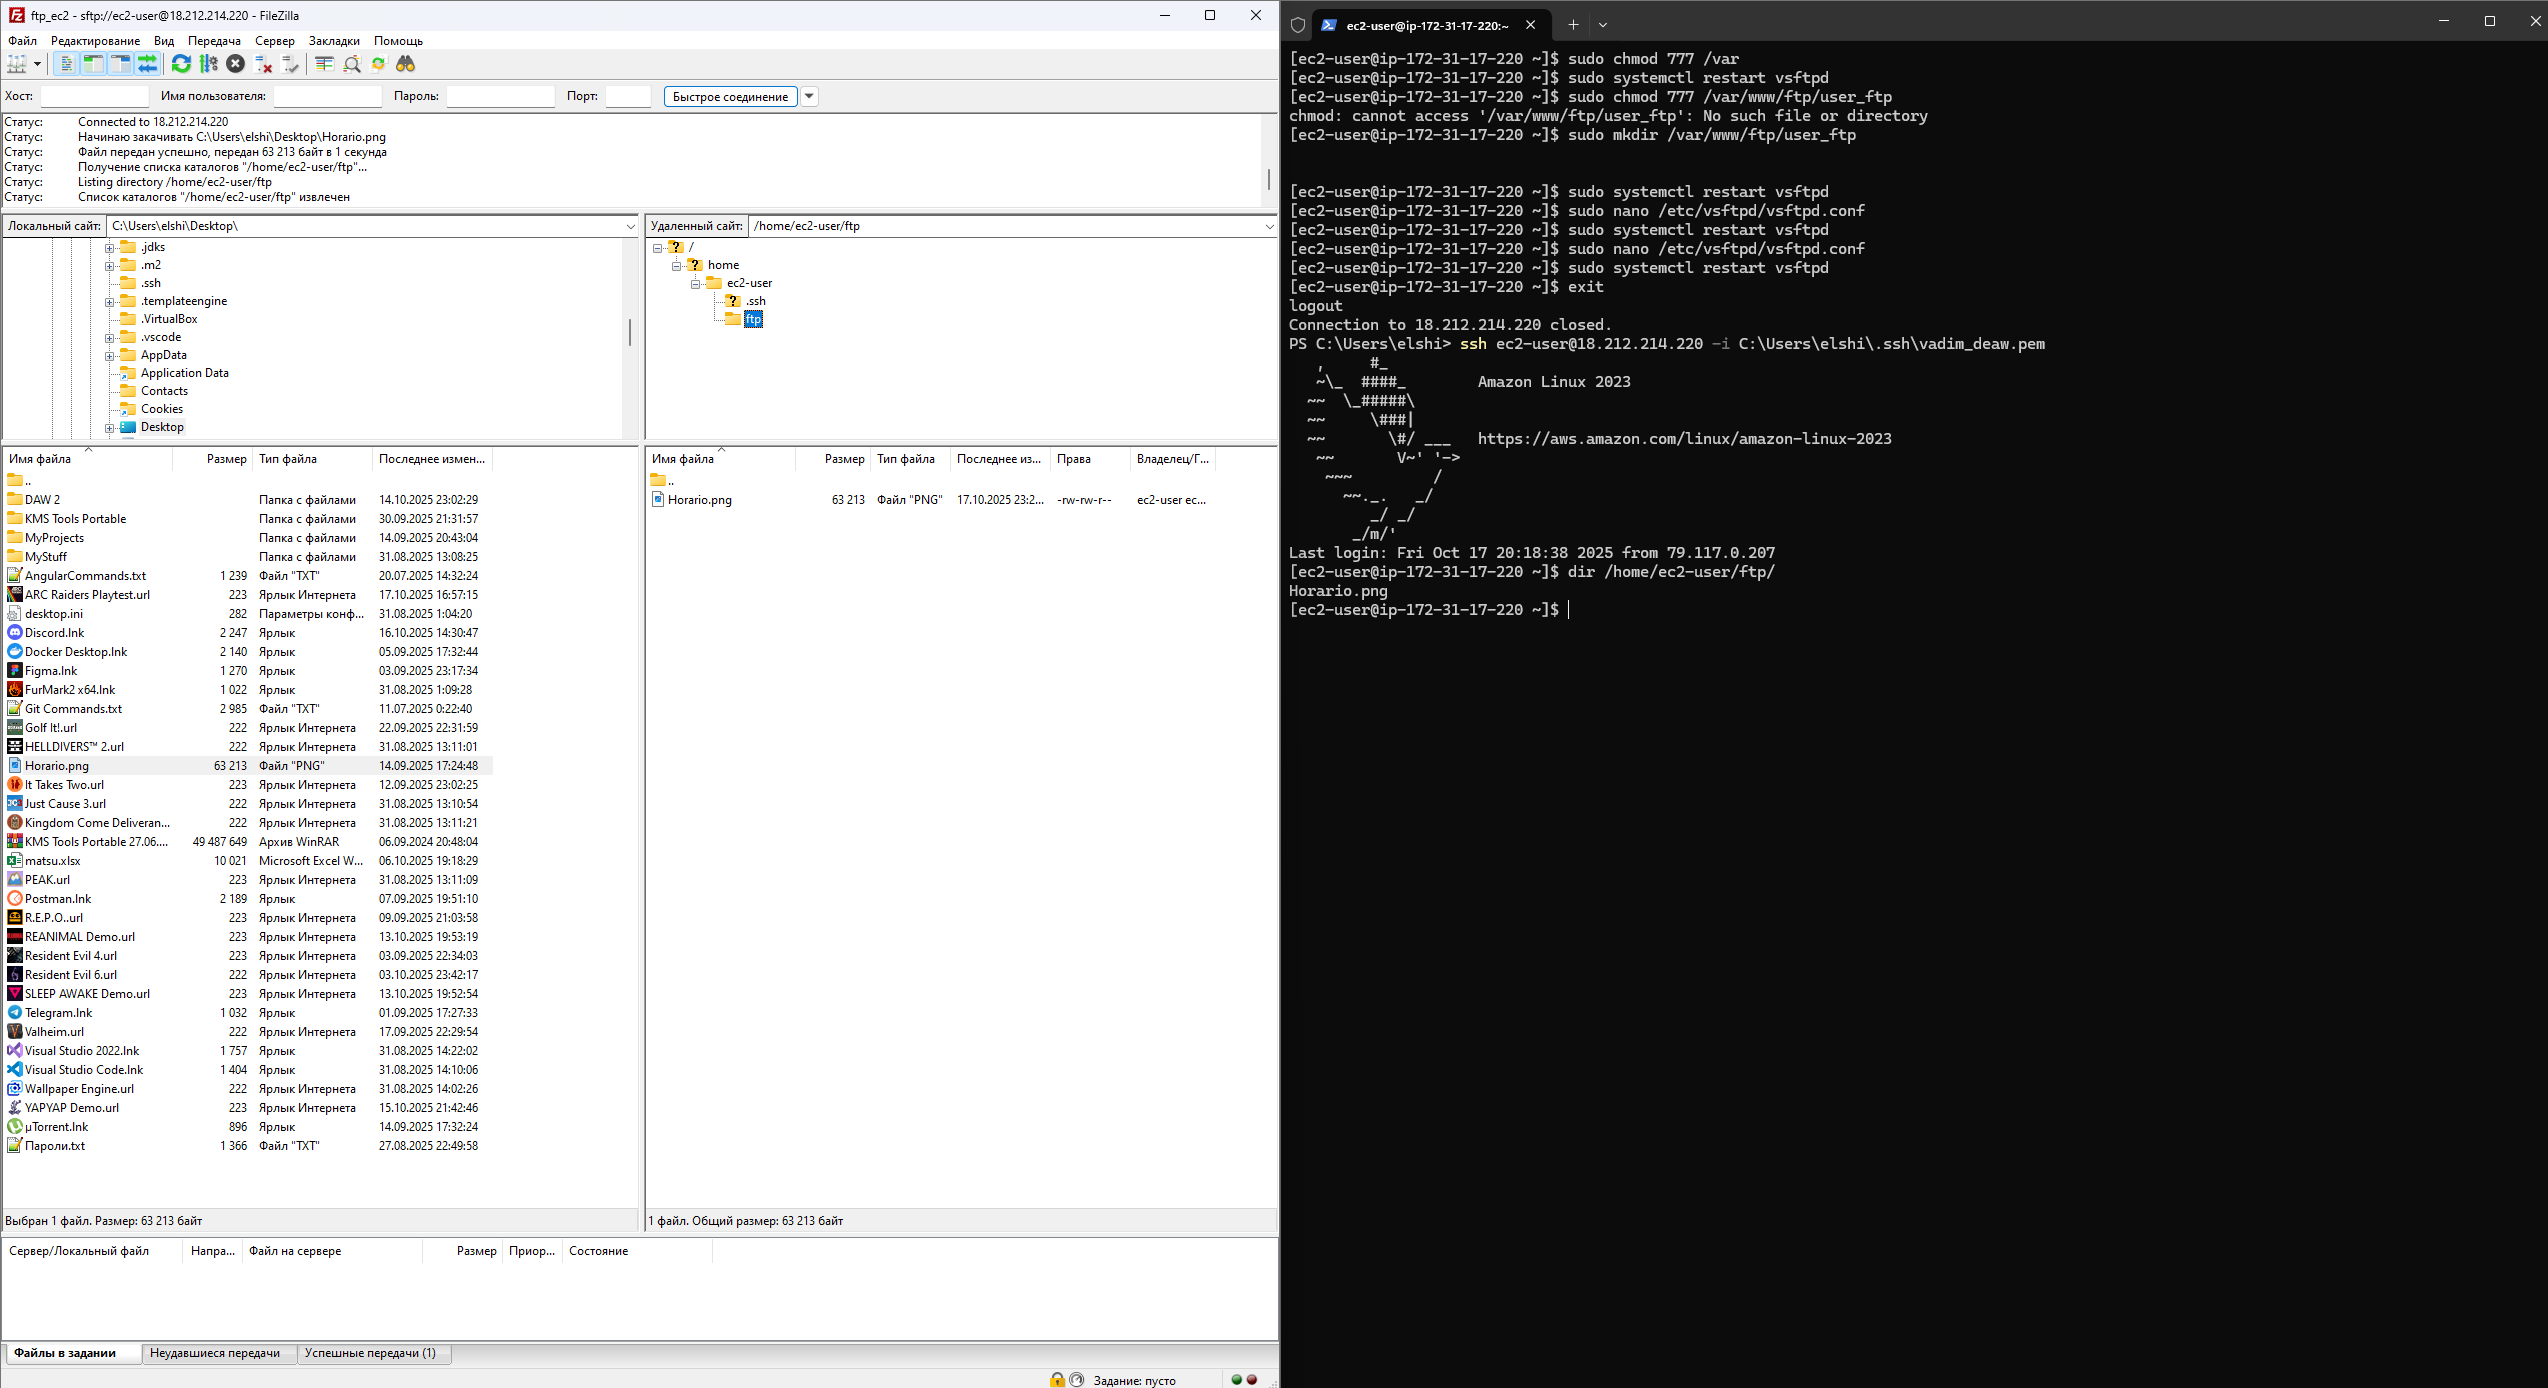 ftp_ec2 - sftp://ec2-user@18.212.214.220 - FileZilla
Файл Редактирование Вид Передача Сервер Закладки Помощь
Хост: Имя пользователя: Пароль: Порт: Быстрое соединение
Статус: Connected to 18.212.214.220
Статус: Начинаю закачивать C:\Users\elshi\Desktop\Horario.png
Статус: Файл передан успешно, передан 63 213 байт в 1 секунда
Статус: Получение списка каталогов "/home/ec2-user/ftp"...
Статус: Listing directory /home/ec2-user/ftp
Статус: Список каталогов "/home/ec2-user/ftp" извлечен
Локальный сайт: C:\Users\elshi\Desktop\
.jdks
.m2
.ssh
.templateengine
.VirtualBox
.vscode
AppData
Application Data
Contacts
Cookies
Desktop
Удаленный сайт: /home/ec2-user/ftp
/
home
ec2-user
.ssh
ftp
Имя файла Размер Тип файла Последнее измен...
..
DAW 2 Папка с файлами 14.10.2025 23:02:29
KMS Tools Portable Папка с файлами 30.09.2025 21:31:57
MyProjects Папка с файлами 14.09.2025 20:43:04
MyStuff Папка с файлами 31.08.2025 13:08:25
AngularCommands.txt 1 239 Файл "TXT" 20.07.2025 14:32:24
ARC Raiders Playtest.url 223 Ярлык Интернета 17.10.2025 16:57:15
desktop.ini 282 Параметры конф... 31.08.2025 1:04:20
Discord.lnk 2 247 Ярлык 16.10.2025 14:30:47
Docker Desktop.lnk 2 140 Ярлык 05.09.2025 17:32:44
Figma.lnk 1 270 Ярлык 03.09.2025 23:17:34
FurMark2 x64.lnk 1 022 Ярлык 31.08.2025 1:09:28
Git Commands.txt 2 985 Файл "TXT" 11.07.2025 0:22:40
Golf It!.url 222 Ярлык Интернета 22.09.2025 22:31:59
HELLDIVERS™ 2.url 222 Ярлык Интернета 31.08.2025 13:11:01
Horario.png 63 213 Файл "PNG" 14.09.2025 17:24:48
It Takes Two.url 223 Ярлык Интернета 12.09.2025 23:02:25
Just Cause 3.url 222 Ярлык Интернета 31.08.2025 13:10:54
Kingdom Come Deliveran... 222 Ярлык Интернета 31.08.2025 13:11:21
KMS Tools Portable 27.06.... 49 487 649 Архив WinRAR 06.09.2024 20:48:04
matsu.xlsx 10 021 Microsoft Excel W... 06.10.2025 19:18:29
PEAK.url 223 Ярлык Интернета 31.08.2025 13:11:09
Postman.lnk 2 189 Ярлык 07.09.2025 19:51:10
R.E.P.O..url 223 Ярлык Интернета 09.09.2025 21:03:58
REANIMAL Demo.url 223 Ярлык Интернета 13.10.2025 19:53:19
Resident Evil 4.url 223 Ярлык Интернета 03.09.2025 22:34:03
Resident Evil 6.url 222 Ярлык Интернета 03.10.2025 23:42:17
SLEEP AWAKE Demo.url 223 Ярлык Интернета 13.10.2025 19:52:54
Telegram.lnk 1 032 Ярлык 01.09.2025 17:27:33
Valheim.url 222 Ярлык Интернета 17.09.2025 22:29:54
Visual Studio 2022.lnk 1 757 Ярлык 31.08.2025 14:22:02
Visual Studio Code.lnk 1 404 Ярлык 31.08.2025 14:10:06
Wallpaper Engine.url 222 Ярлык Интернета 31.08.2025 14:02:26
YAPYAP Demo.url 223 Ярлык Интернета 15.10.2025 21:42:46
µTorrent.lnk 896 Ярлык 14.09.2025 17:32:24
Пароли.txt 1 366 Файл "TXT" 27.08.2025 22:49:58
Выбран 1 файл. Размер: 63 213 байт
Имя файла Размер Тип файла Последнее из... Права Владелец/Г...
..
Horario.png 63 213 Файл "PNG" 17.10.2025 23:2... -rw-rw-r-- ec2-user ec...
1 файл. Общий размер: 63 213 байт
Сервер/Локальный файл Напра... Файл на сервере Размер Приор... Состояние
Файлы в задании Неудавшиеся передачи Успешные передачи (1)
Задание: пусто
ec2-user@ip-172-31-17-220:~
[ec2-user@ip-172-31-17-220 ~]$ sudo chmod 777 /var
[ec2-user@ip-172-31-17-220 ~]$ sudo systemctl restart vsftpd
[ec2-user@ip-172-31-17-220 ~]$ sudo chmod 777 /var/www/ftp/user_ftp
chmod: cannot access '/var/www/ftp/user_ftp': No such file or directory
[ec2-user@ip-172-31-17-220 ~]$ sudo mkdir /var/www/ftp/user_ftp
[ec2-user@ip-172-31-17-220 ~]$ sudo systemctl restart vsftpd
[ec2-user@ip-172-31-17-220 ~]$ sudo nano /etc/vsftpd/vsftpd.conf
[ec2-user@ip-172-31-17-220 ~]$ sudo systemctl restart vsftpd
[ec2-user@ip-172-31-17-220 ~]$ sudo nano /etc/vsftpd/vsftpd.conf
[ec2-user@ip-172-31-17-220 ~]$ sudo systemctl restart vsftpd
[ec2-user@ip-172-31-17-220 ~]$ exit
logout
Connection to 18.212.214.220 closed.
PS C:\Users\elshi> ssh ec2-user@18.212.214.220 -i C:\Users\elshi\.ssh\vadim_deaw.pem
   ,     #_
   ~\_  ####_        Amazon Linux 2023
  ~~  \_#####\
  ~~     \###|
  ~~       \#/ ___   https://aws.amazon.com/linux/amazon-linux-2023
   ~~       V~' '->
    ~~~         /
      ~~._.   _/
         _/ _/
       _/m/'
Last login: Fri Oct 17 20:18:38 2025 from 79.117.0.207
[ec2-user@ip-172-31-17-220 ~]$ dir /home/ec2-user/ftp/
Horario.png
[ec2-user@ip-172-31-17-220 ~]$